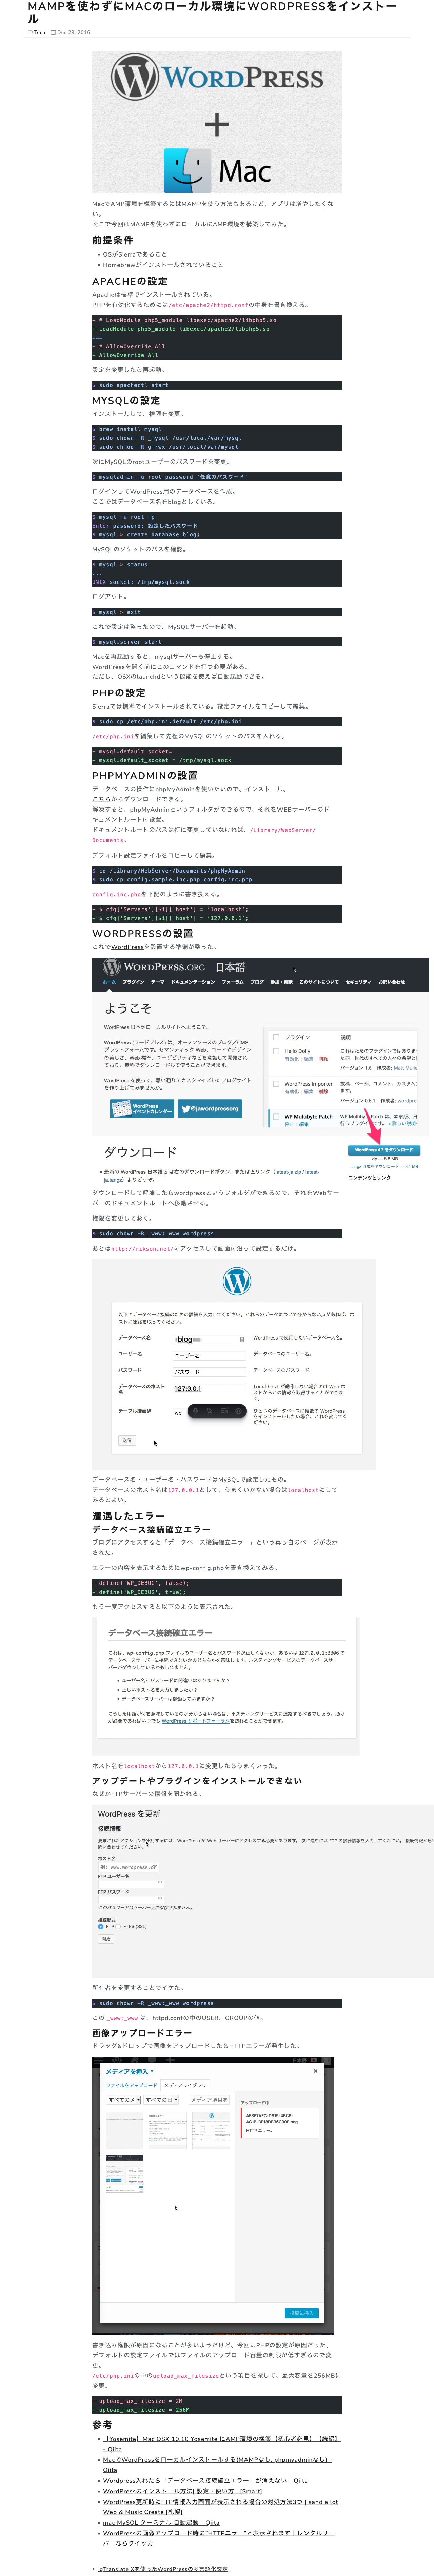 MAMPを使わずにMACのローカル環境にWORDPRESSをインストー
ル
Tech Dec 29, 2016
WORDPRESS
+
Mac
MacでAMP環境を構築するにはMAMPを使う方法もあるけど、アプリは増やしたくな
い。
そこで今回はMAMPを使わずにローカルにAMP環境を構築してみた。
前提条件
OSがSierraであること
Homebrewがインストールされていること
APACHEの設定
Apacheは標準でインストールされている。
PHPを有効化するためには/etc/apache2/httpd.confの中身を書き換える。
- # LoadModule php5_module libexec/apache2/libphp5.so
+ LoadModule php5_module libexec/apache2/libphp5.so
---
- # AllowOverride All
+ AllowOverride All
設定を変更したら再起動。
$ sudo apachectl start
MYSQLの設定
インストールして、権限を変更。
$ brew install mysql
$ sudo chown -R _mysql /usr/local/var/mysql
$ sudo chmod -R g+rwx /usr/local/var/mysql
次にMySQLのrootユーザーのパスワードを変更。
$ mysqladmin -u root password '任意のパスワード'
ログインしてWordPress用のデータベースを作成。
ここではデータベース名をblogとしている。
$ mysql -u root -p
Enter password: 設定したパスワード
$ mysql > create database blog;
MySQLのソケットのパスを確認。
$ mysql > status
...
UNIX socket: /tmp/mysql.sock
ログアウト。
$ mysql > exit
これで設定は整ったので、MySQLサーバーを起動。
$ mysql.server start
Macを再起動すると、mysqlサーバーも停止する。
WordPressを開く前にこのコマンドを打つ必要がある。
ただし、OSXのlaunchdという機能を使えば自動起動できる。
PHPの設定
Sierraでは標準でインストールされている。設定ファイルをコピーして編集。
$ sudo cp /etc/php.ini.default /etc/php.ini
/etc/php.iniを編集して先程のMySQLのソケットのパスを入れる。
- mysql.default_socket=
+ mysql.default_socket = /tmp/mysql.sock
PHPMYADMINの設置
データベースの操作にphpMyAdminを使いたいので、インストール。
こちらからダウンロードできる。
解凍すると、phpMyAdminというフォルダができるので、それをWEBサーバーのド
キュメントルートに設置。
ドキュメントルートのパスは特に変更していなければ、/Library/WebServer/
Documents。
デフォルト設定ファイルをコピーして編集。
$ cd /Library/WebServer/Documents/phpMyAdmin
$ sudo cp config.sample.inc.php config.inc.php
config.inc.phpを下記のように書き換える。
- $ cfg['Servers'][$i]['host'] = 'localhost';
+ $ cfg['Servers'][$i]['host'] = '127.0.0.1';
WORDPRESSの設置
これでWordPressを設置する準備が整った。
WORDPRESS.ORG 日本語
ホーム プラグイン テーマ ドキュメンテーション フォーラム ブログ 参加・貢献 このサイトについて セキュリティ お問い合わせ
ようこそ
WordPress 日本語ローカルサイトへようこそ。
WordPress (ワードプレス) は、オープンソースのブログ／CMS
プラットフォームです。セマンティック Web、コードやデザイン
の美しさ、Web 標準、ユーザビリティなどを意識して開発されて
おり、無料でダウンロードして使うことができます。
WordPress を使って、思い通りにカスタマイズしたブログサイト
を作り上げてみませんか。
WordPress
イベントカレンダー
@jawordpressorg
プラグイン 説明
Hello Dolly
有効化 編集 削除
これはただのプラグインではありま
た同一世代のすべての人々の希望と
バージョン 1.6 | 作成者: Matt Mulle
WordPress Importer
有効化 編集 削除
投稿、ページ、コメント、カスタム
ます。
バージョン 0.6.1 | 作成者: wordpre
WP Multibyte Patch
停止 編集
ダウンロード
WordPress 4.7 をダウンロード
.zip — 8.8 MB
.tar.gz 形式をダウンロード — 8.1 MB
最新の WordPress 日本語版 は右のダウンロードボタン、または直リンク (latest-ja.zip / latest-
ja.tar.gz) よりどうぞ。
コンテンツとリンク
ダウンロードして解凍したらwordpressというフォルダができるので、それをWebサー
バーのドキュメントルートへ移動させる。
権限を変更しておく。
$ sudo chown -R _www:_www wordpress
あとはhttp://rikson.net/にアクセスして画面に沿って設定するだけ。
以下にデータベース接続のための詳細を入力してください。これらのデータについて分からない点があれば、ホ
ストに連絡を取ってください。
データベース名 blog WordPress で使用したいデータベース名。
ユーザー名 ユーザー名 データベースのユーザー名。
パスワード パスワード データベースのパスワード。
データベースのホスト
名
127.0.0.1
localhost が動作しない場合には Web ホ
ストからこの情報を取得することができま
す。
テーブル接頭辞 wp_
ひとつのデータベースに複数の WordPress
をインストールしたい場合、これを変えてく
ださい。
送信
データベース名・ユーザー名・パスワードはMySQLで設定したもの。
データベースのホスト名は127.0.0.1として、うまくいかない場合はlocalhostにして
みるとよい。
遭遇したエラー
データベース接続確立エラー
ブログにアクセスすると「データベース接続確立エラー」という真っ白のページが表示
された。
エラーの内容を表示するためにwp-config.phpを書き換えてみる。
- define('WP_DEBUG', false);
+ define('WP_DEBUG', true);
もう一度アクセスすると以下のように表示された。
データベース接続確立エラー
これは、wp-config.php ファイルのユーザー名とパスワードが正しくないか、あるいは 127.0.0.1:3306 の
データベースサーバーに接続できないかのどちらかを意味します。ホスティングサービスのデータベースサー
バーがダウンしているかもしれません。
ユーザー名とパスワードに間違いはありませんか？
正しいホスト名を入力しましたか？
データベースサーバーは稼働していますか？
こうした用語が何を意味しているのか分からない場合は、ホスティングサービスに連絡するべきでしょう。助け
が必要であればいつでも WordPress サポートフォーラムを訪れることができます。
ホスト名をlocalhostから127.0.0.1に変更したらうまくいった。
アップデートやプラグインをインストールできない
なぜかFTPサーバーの情報を聞かれる。
WordPress を更新
接続情報
ホスト名
例: www.wordpress.org
FTP ユーザー名
FTP パスワード
このパスワードはサーバー上に保存されません。
接続形式
FTP FTPS (SSL)
開始
所有者を変更することでイケた。
$ sudo chown -R _www:_www wordpress
この _www:_www は、httpd.confの中のUSER、GROUPの値。
画像アップロードエラー
ドラッグ&ドロップで画像をアップロードしたらHTTPエラーが発生した。
メディアを挿入
ファイルをアップロード メディアライブラリ
すべてのメ すべての日 メディア項目を
アップロード中
HTTP エラー。
投稿に挿入
書き込み権限が原因になることが多いようだけど、今回はPHPの設定が原因だった。
デフォルトの設定ファイルではファイルのアップロード容量の制限が低すぎるので変
更。
/etc/php.iniの中のupload_max_filesizeという項目を探して、最大容量を256MBに
変更。
- upload_max_filesize = 2M
+ upload_max_filesize = 256M
参考
【Yosemite】Mac OSX 10.10 Yosemite にAMP環境の構築【初心者必見】【続編】
- Qiita
MacでWordPressをローカルインストールする(MAMPなし, phpmyadminなし) -
Qiita
Wordpress入れたら「データベース接続確立エラー」が消えない - Qiita
WordPressのインストール方法| 設定・使い方 | [Smart]
WordPress更新時にFTP情報入力画面が表示される場合の対処方法3つ | sand a lot
Web & Music Create [札幌]
mac MySQL ターミナル 自動起動 - Qiita
WordPressの画像アップロード時に"HTTPエラー"と表示されます｜レンタルサー
バーならクイッカ
← qTranslate Xを使ったWordPressの多言語化設定